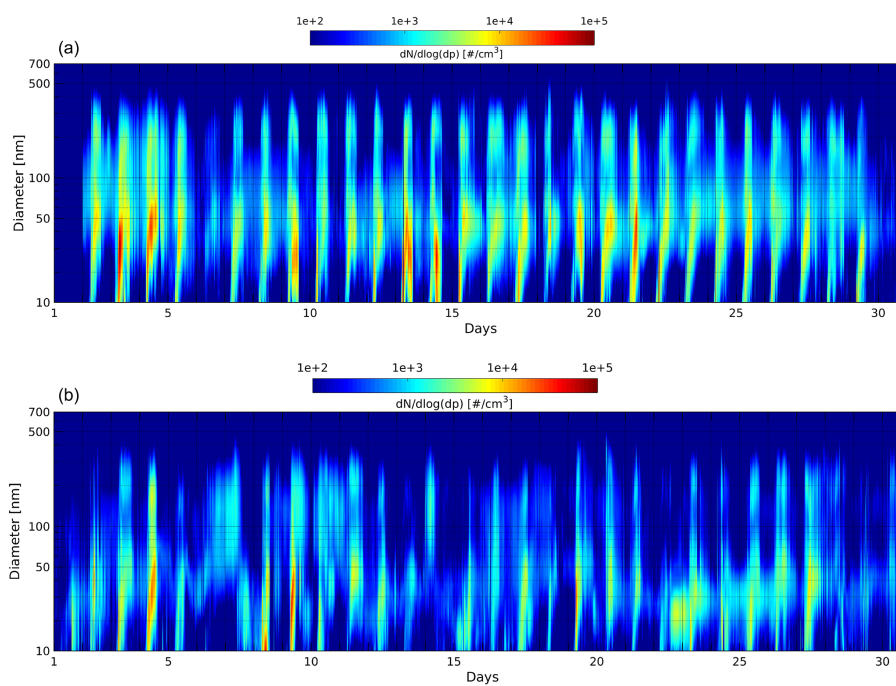 1e+2 1e+3 1e+4 1e+5
(a) dN/dlog(dp) [#/cm³]
700
500
100
50
10
Diameter [nm]
1 5 10 15 20 25 30
Days
1e+2 1e+3 1e+4 1e+5
(b) dN/dlog(dp) [#/cm³]
700
500
100
50
10
Diameter [nm]
1 5 10 15 20 25 30
Days